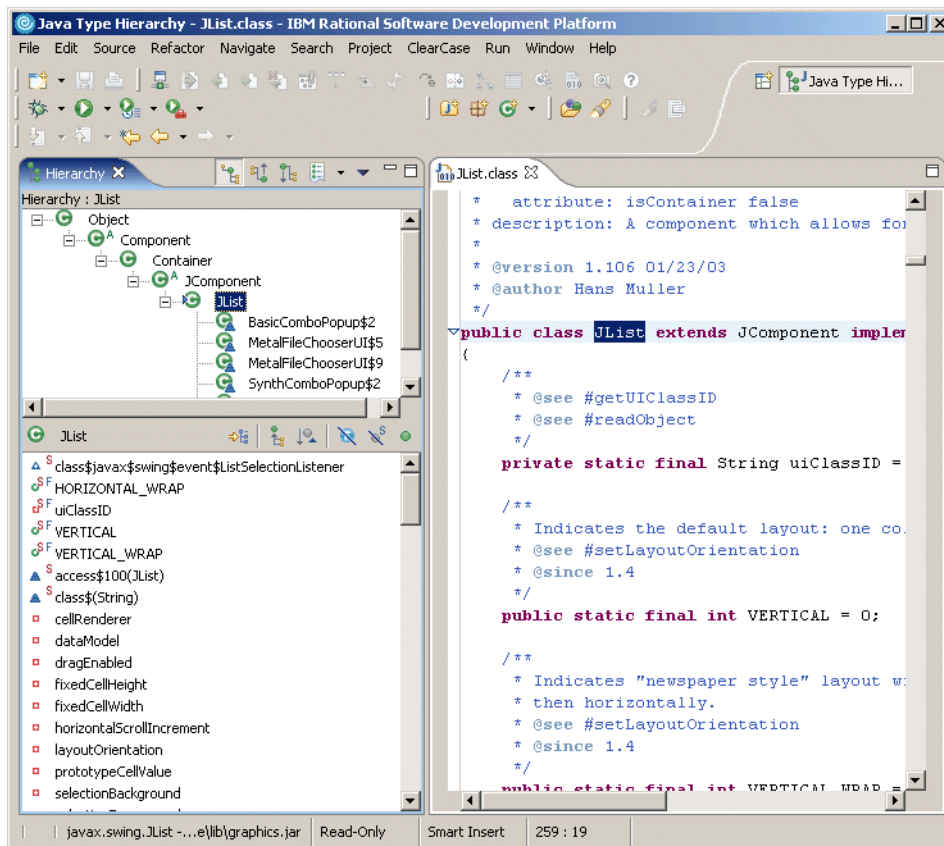 Java Type Hierarchy - JList.class - IBM Rational Software Development Platform
File Edit Source Refactor Navigate Search Project ClearCase Run Window Help
Java Type Hi...
Hierarchy
Hierarchy : JList
Object
A Component
Container
A JComponent
JList
BasicComboPopup$2
MetalFileChooserUI$5
MetalFileChooserUI$9
SynthComboPopup$2
JList
S class$javax$swing$event$ListSelectionListener
S F HORIZONTAL_WRAP
S F uiClassID
S F VERTICAL
S F VERTICAL_WRAP
S access$100(JList)
S class$(String)
cellRenderer
dataModel
dragEnabled
fixedCellHeight
fixedCellWidth
horizontalScrollIncrement
layoutOrientation
prototypeCellValue
selectionBackground
JList.class
* attribute: isContainer false
* description: A component which allows for
*
* @version 1.106 01/23/03
* @author Hans Muller
*/
public class JList extends JComponent implem
{
/**
* @see #getUIClassID
* @see #readObject
*/
private static final String uiClassID =
/**
* Indicates the default layout: one co
* @see #setLayoutOrientation
* @since 1.4
*/
public static final int VERTICAL = 0;
/**
* Indicates "newspaper style" layout w
* then horizontally.
* @see #setLayoutOrientation
* @since 1.4
*/
public static final int VERTICAL_WRAP =
javax.swing.JList -...e\lib\graphics.jar Read-Only Smart Insert 259 : 19